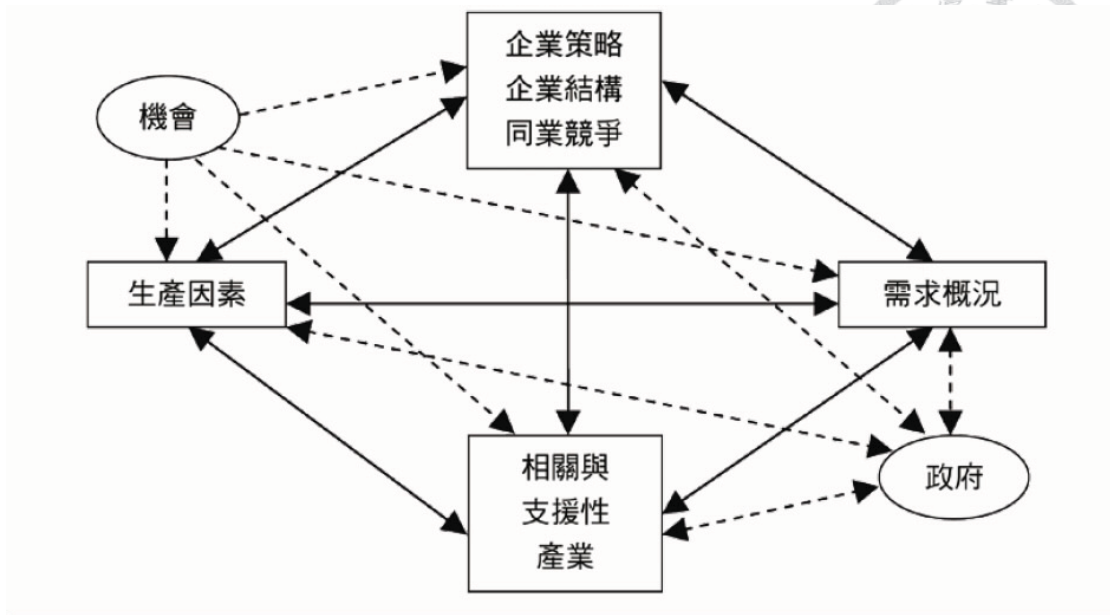 企業策略
企業結構
同業競爭
機會
生產因素
需求概況
相關與
支援性
產業
政府